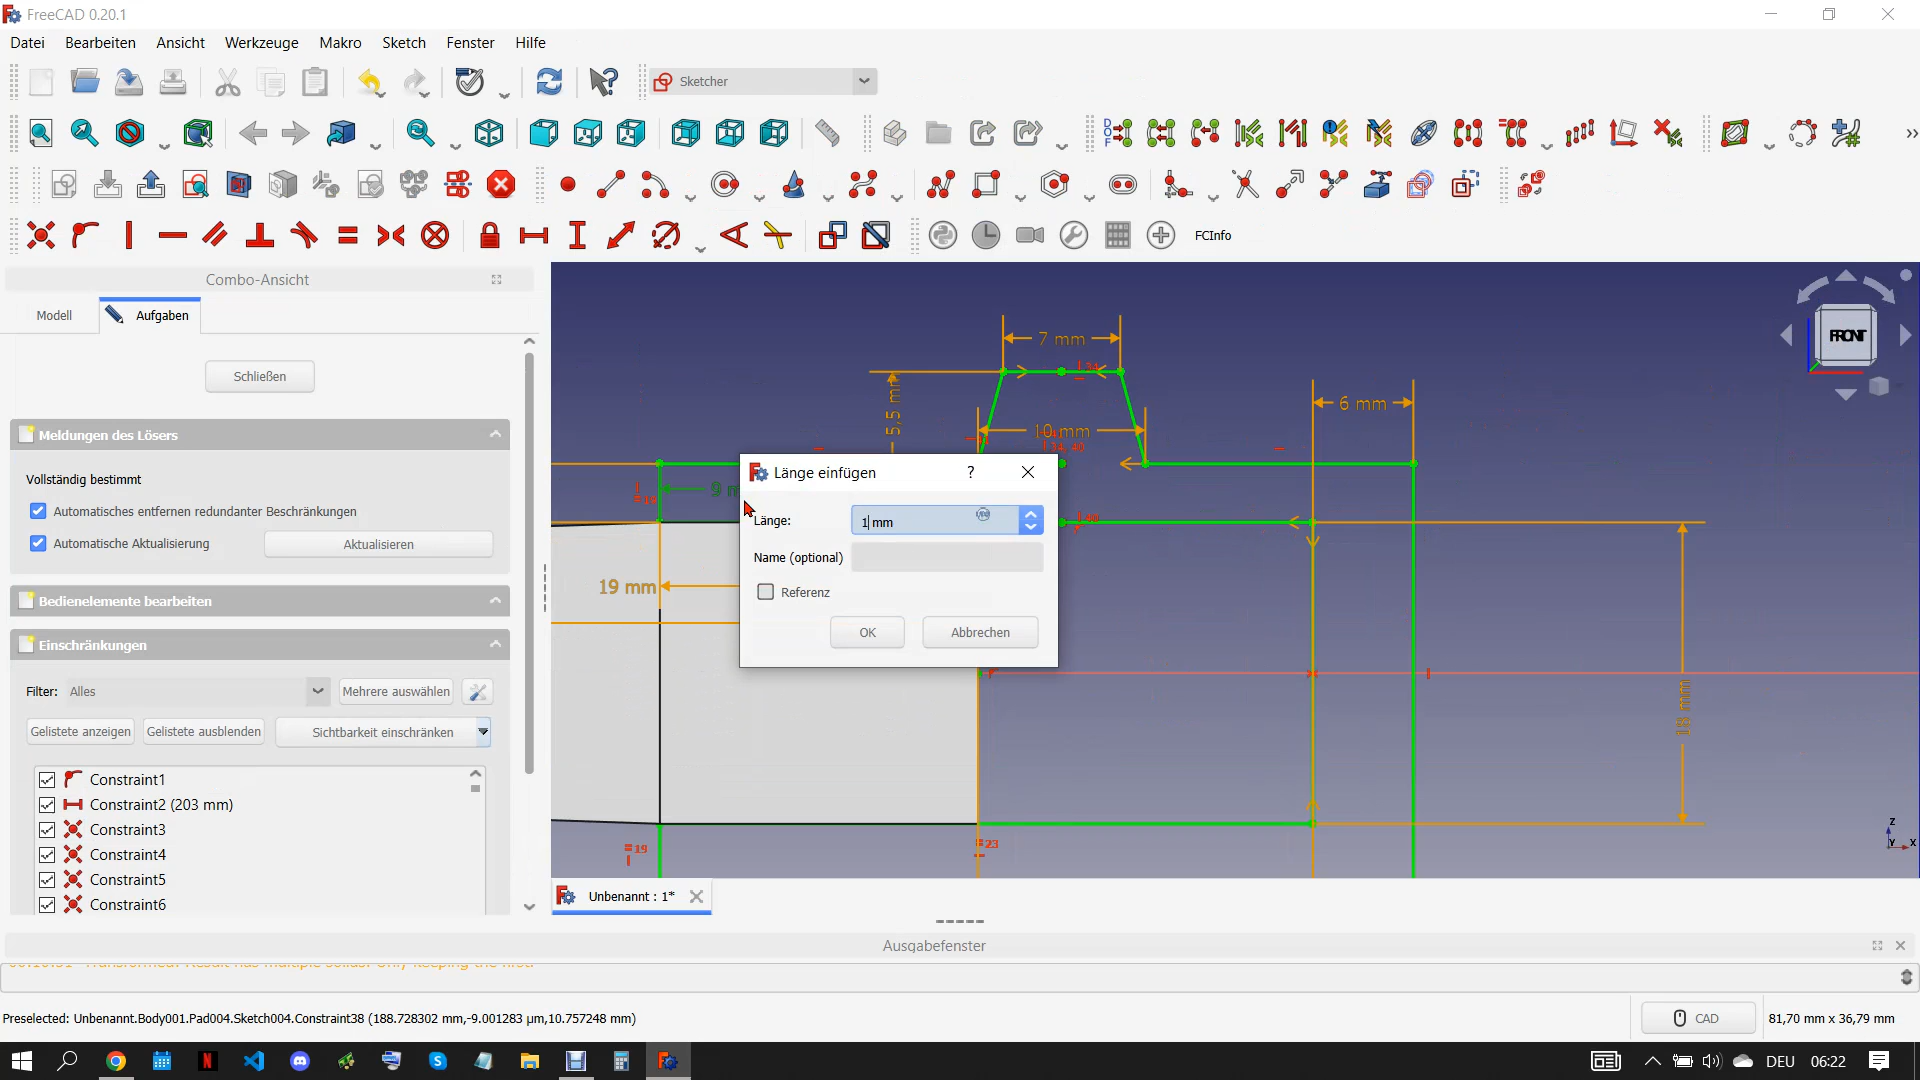 FreeCAD 0.20.1
Datei Bearbeiten Ansicht Werkzeuge Makro Sketch Fenster Hilfe
Sketcher
FCInfo
Combo-Ansicht
Modell Aufgaben
Schließen
Meldungen des Lösers
Vollständig bestimmt
Automatisches entfernen redundanter Beschränkungen
Automatische Aktualisierung
Aktualisieren
Bedienelemente bearbeiten
Einschränkungen
Filter: Alles
Mehrere auswählen
Gelistete anzeigen
Gelistete ausblenden
Sichtbarkeit einschränken
Constraint1
Constraint2 (203 mm)
Constraint3
Constraint4
Constraint5
Constraint6
7 mm
5,5 mm
10 mm
6 mm
19 mm
18 mm
19
23
FRONT
Z
Y
X
Länge einfügen
?
Länge:
1 mm
Name (optional)
Referenz
OK
Abbrechen
Unbenannt : 1*
Ausgabefenster
Preselected: Unbenannt.Body001.Pad004.Sketch004.Constraint38 (188.728302 mm,-9.001283 µm,10.757248 mm)
CAD
81,70 mm x 36,79 mm
DEU
06:22